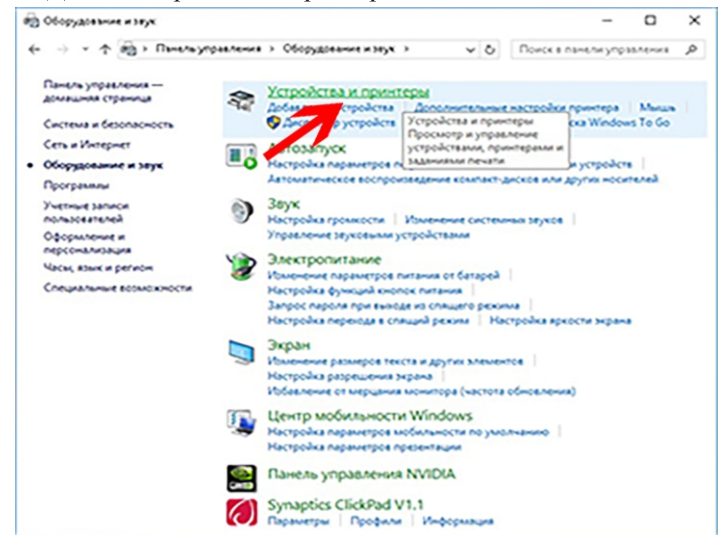 Оборудование и звук
Панель управления > Оборудование и звук >
Поиск в панели управления
Панель управления —
домашняя страница
Система и безопасность
Сеть и Интернет
Оборудование и звук
Программы
Учетные записи
пользователей
Оформление и
персонализация
Часы, язык и регион
Специальные возможности
Устройства и принтеры
устройства | Дополнительные настройки принтера | Мышь
устройств
Windows To Go
Устройства и принтеры
Просмотр и управление
устройствами, принтерами и
заданиями печати
Автозапуск
Настройка параметров
устройств
Автоматическое воспроизведение компакт-дисков или других носителей
Звук
Настройка громкости | Изменение системных звуков
Управление звуковыми устройствами
Электропитание
Изменение параметров питания от батарей
Настройка функций кнопок питания
Запрос пароля при выходе из спящего режима
Настройка перехода в спящий режим | Настройка яркости экрана
Экран
Изменение размеров текста и других элементов
Настройка разрешения экрана
Избавление от мерцания монитора (частота обновления)
Центр мобильности Windows
Настройка параметров мобильности по умолчанию
Настройка параметров презентации
Панель управления NVIDIA
Synaptics ClickPad V1.1
Параметры | Профили | Информация